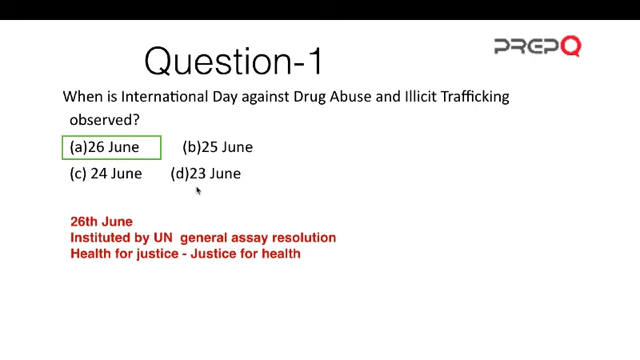 PREPQ
Question-1
When is International Day against Drug Abuse and Illicit Trafficking
observed?
(a)26 June (b)25 June
(c) 24 June (d)23 June
26th June
Instituted by UN general assay resolution
Health for justice - Justice for health